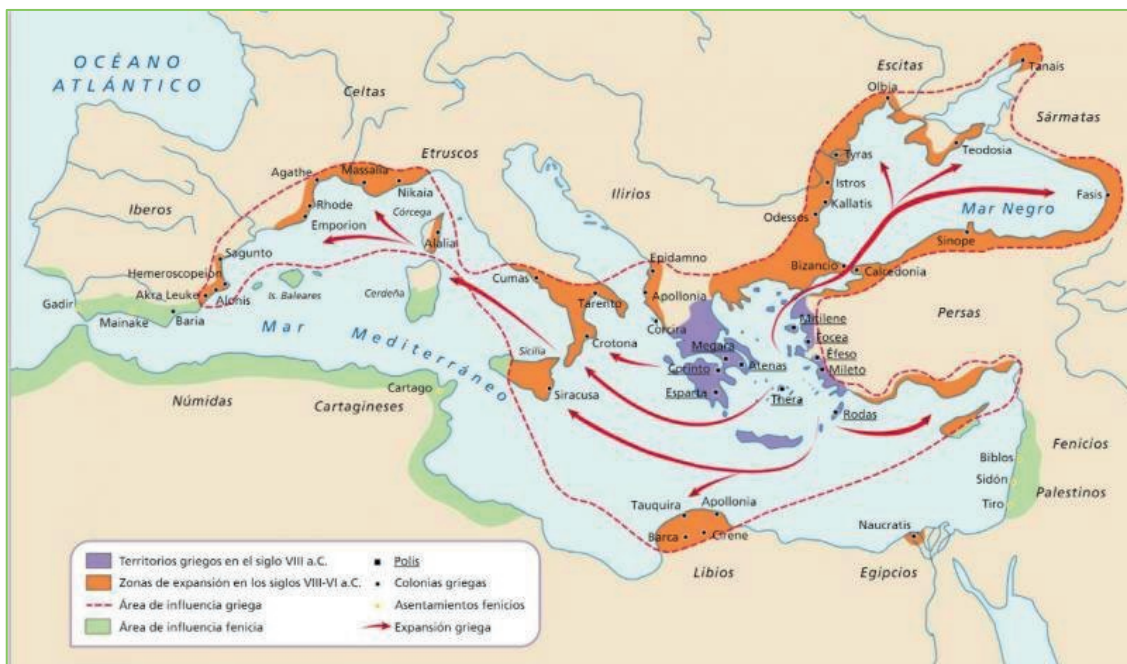 OCÉANO
ATLÁNTICO
Celtas
Escitas
Tanais
Olbia
Sármatas
Etruscos
Agathe
Massalia
Nikaia
Tyras
Teodosia
Iberos
Rhode
Emporion
Córcega
Ilirios
Istros
Kallatis
Odessos
Fasis
Mar Negro
Alalia
Sinope
Sagunto
Hemeroscopeion
Akra Leuke
Alonis
Is. Baleares
Cerdeña
Cumas
Tarento
Epidamno
Apollonia
Bizancio
Calcedonia
Gadir
Mainake
Baria
Mar Mediterráneo
Crotona
Córcira
Mitilene
Focea
Éfeso
Mileto
Persas
Megara
Corinto
Atenas
Esparta
Thera
Rodas
Sicilia
Siracusa
Cartago
Númidas
Cartagineses
Biblos
Sidón
Tiro
Fenicios
Palestinos
Tauquira
Apollonia
Barca
Cirene
Naucratis
Libios
Egipcios
Territorios griegos en el siglo VIII a.C.
Zonas de expansión en los siglos VIII-VI a.C.
Área de influencia griega
Área de influencia fenicia
Polis
Colonias griegas
Asentamientos fenicios
Expansión griega